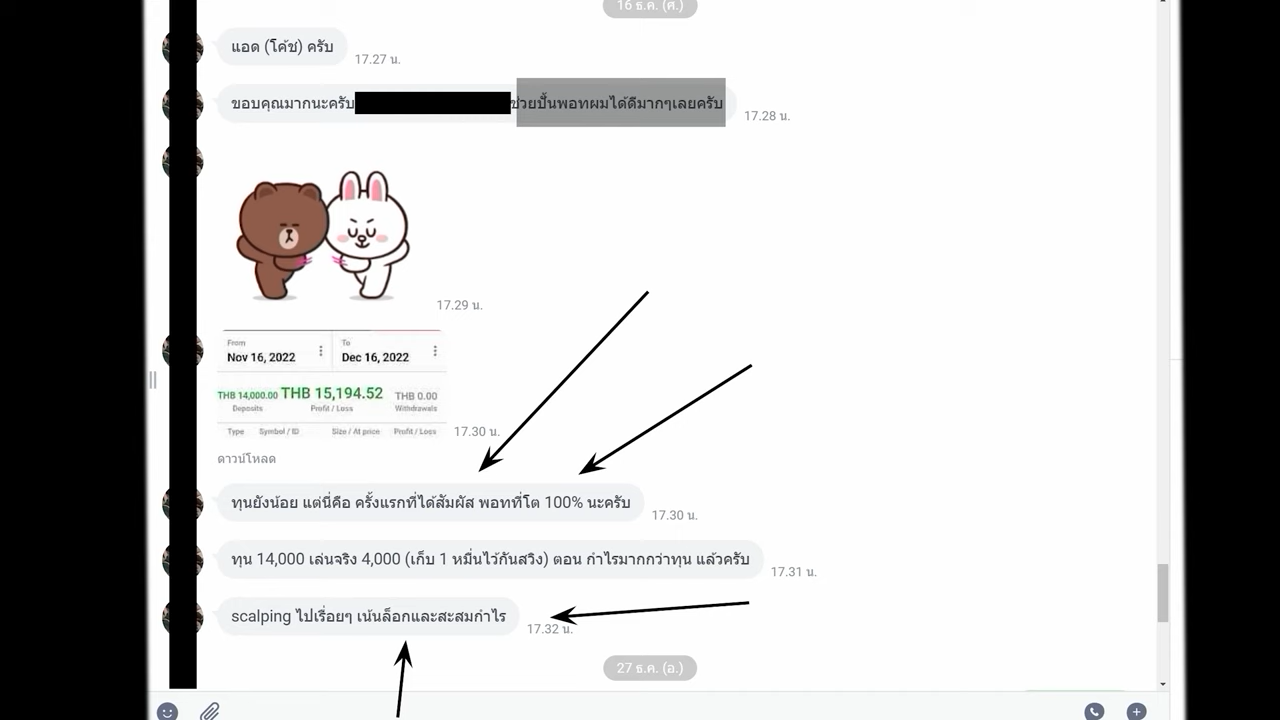 16 ธ.ค. (ศ.)
แอด (โค้ช) ครับ
17.27 น.
ขอบคุณมากนะครับ ช่วยปั้นพอทผมได้ดีมากๆเลยครับ
17.28 น.
17.29 น.
From To
Nov 16, 2022 Dec 16, 2022
THB 14,000.00 THB 15,194.52 THB 0.00
Deposits Profit / Loss Withdrawals
Type Symbol / ID Size / At price Profit / Loss
17.30 น.
ดาวน์โหลด
ทุนยังน้อย แต่นี่คือ ครั้งแรกที่ได้สัมผัส พอทที่โต 100% นะครับ
17.30 น.
ทุน 14,000 เล่นจริง 4,000 (เก็บ 1 หมื่นไว้กันสวิง) ตอน กำไรมากกว่าทุน แล้วครับ
17.31 น.
scalping ไปเรื่อยๆ เน้นล็อกและสะสมกำไร
17.32 น.
27 ธ.ค. (อ.)